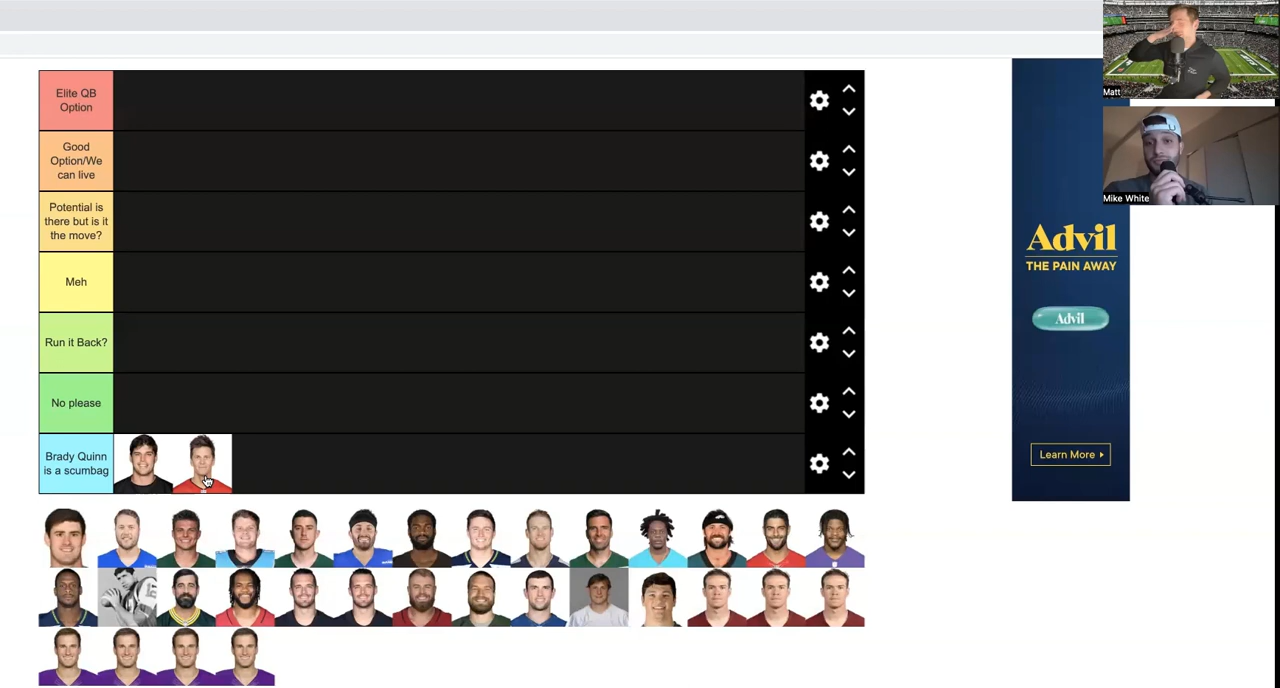 Matt
Elite QB
Option
Good
Option/We
can live
Potential is
there but is it
the move?
Mike White
Advil
THE PAIN AWAY
Meh
Advil
Run it Back?
No please
Brady Quinn
is a scumbag
Learn More